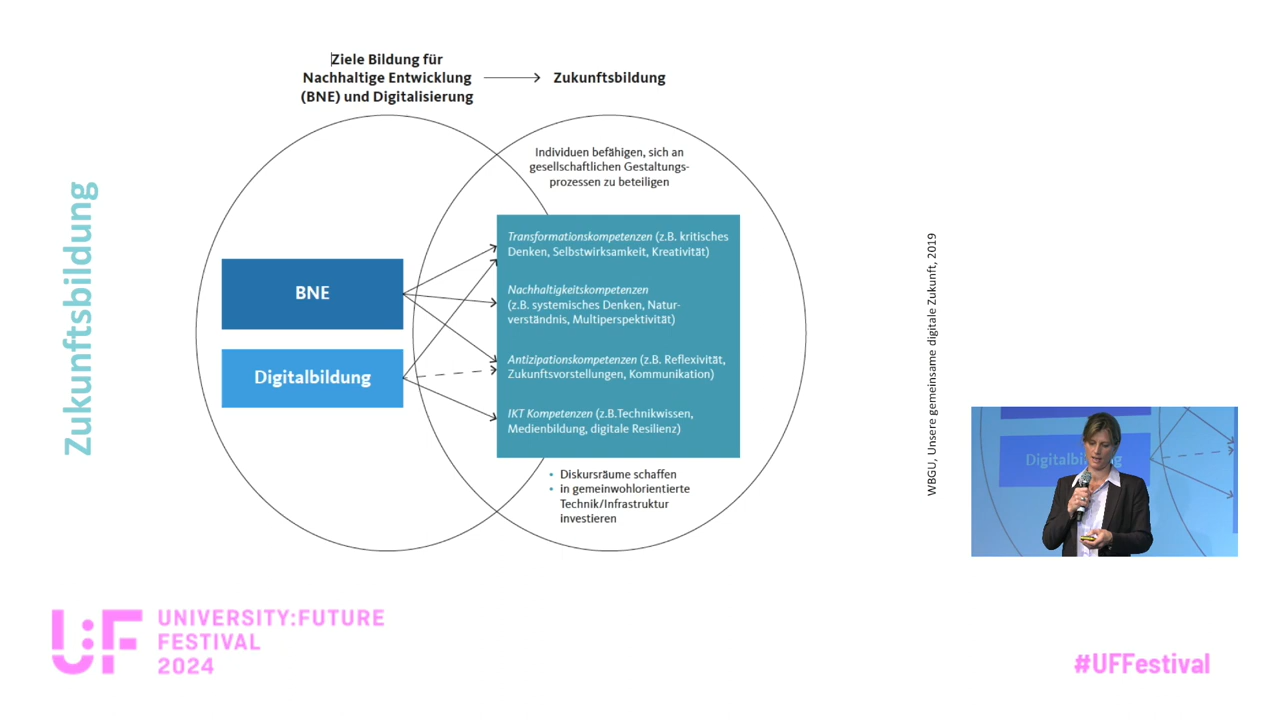 Ziele Bildung für
Nachhaltige Entwicklung
(BNE) und Digitalisierung
Zukunftsbildung
Zukunftsbildung
Individuen befähigen, sich an
gesellschaftlichen Gestaltungs-
prozessen zu beteiligen
BNE
Digitalbildung
Transformationskompetenzen (z.B. kritisches
Denken, Selbstwirksamkeit, Kreativität)
Nachhaltigkeitskompetenzen
(z.B. systemisches Denken, Natur-
verständnis, Multiperspektivität)
Antizipationskompetenzen (z.B. Reflexivität,
Zukunftsvorstellungen, Kommunikation)
IKT Kompetenzen (z.B.Technikwissen,
Medienbildung, digitale Resilienz)
• Diskursräume schaffen
• in gemeinwohlorientierte
Technik/Infrastruktur
investieren
WBGU, Unsere gemeinsame digitale Zukunft, 2019
U:F
UNIVERSITY:FUTURE
FESTIVAL
2024
#UFFestival